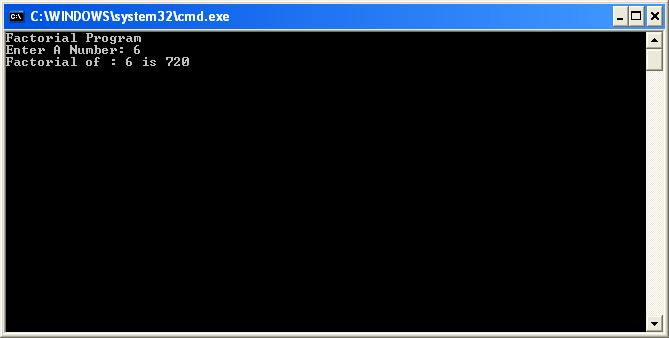 C:\WINDOWS\system32\cmd.exe
Factorial Program
Enter A Number: 6
Factorial of : 6 is 720